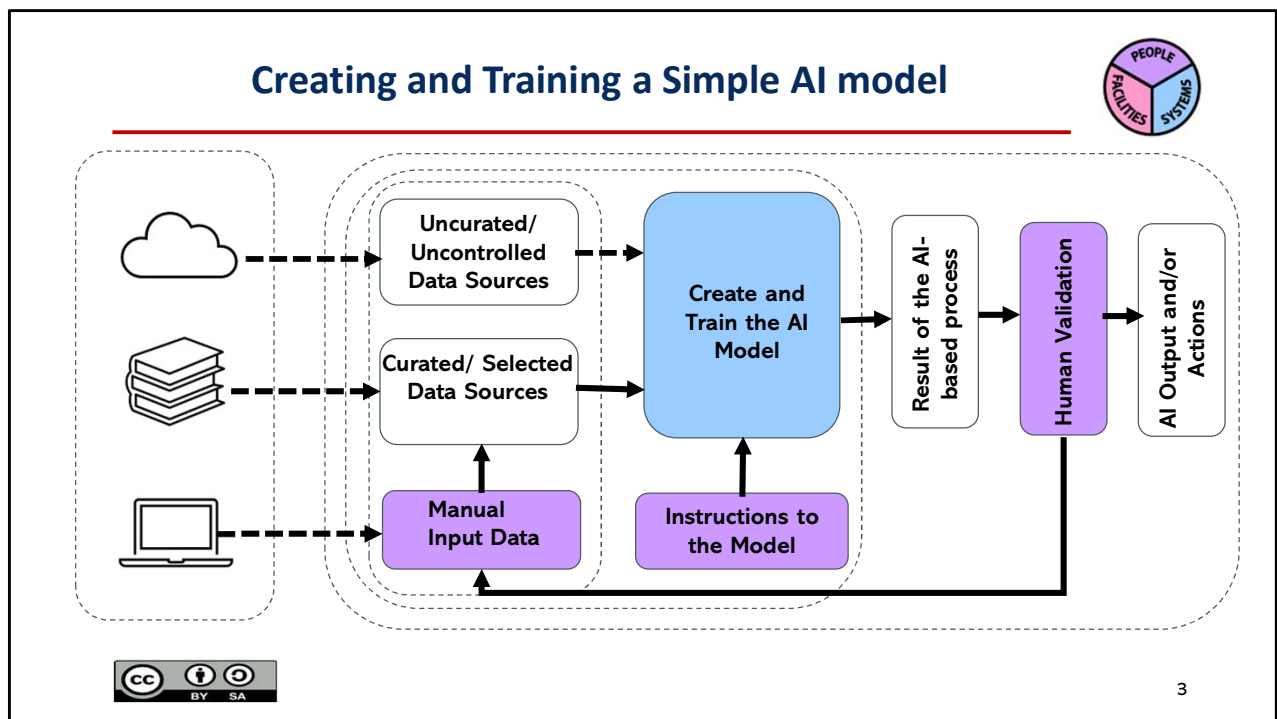 Creating and Training a Simple AI model
PEOPLE
FACILITIES
SYSTEMS
Uncurated/
Uncontrolled
Data Sources
Curated/ Selected
Data Sources
Manual
Input Data
Create and
Train the AI
Model
Instructions to
the Model
Result of the AI-
based process
Human Validation
AI Output and/or
Actions
cc
BY SA
3